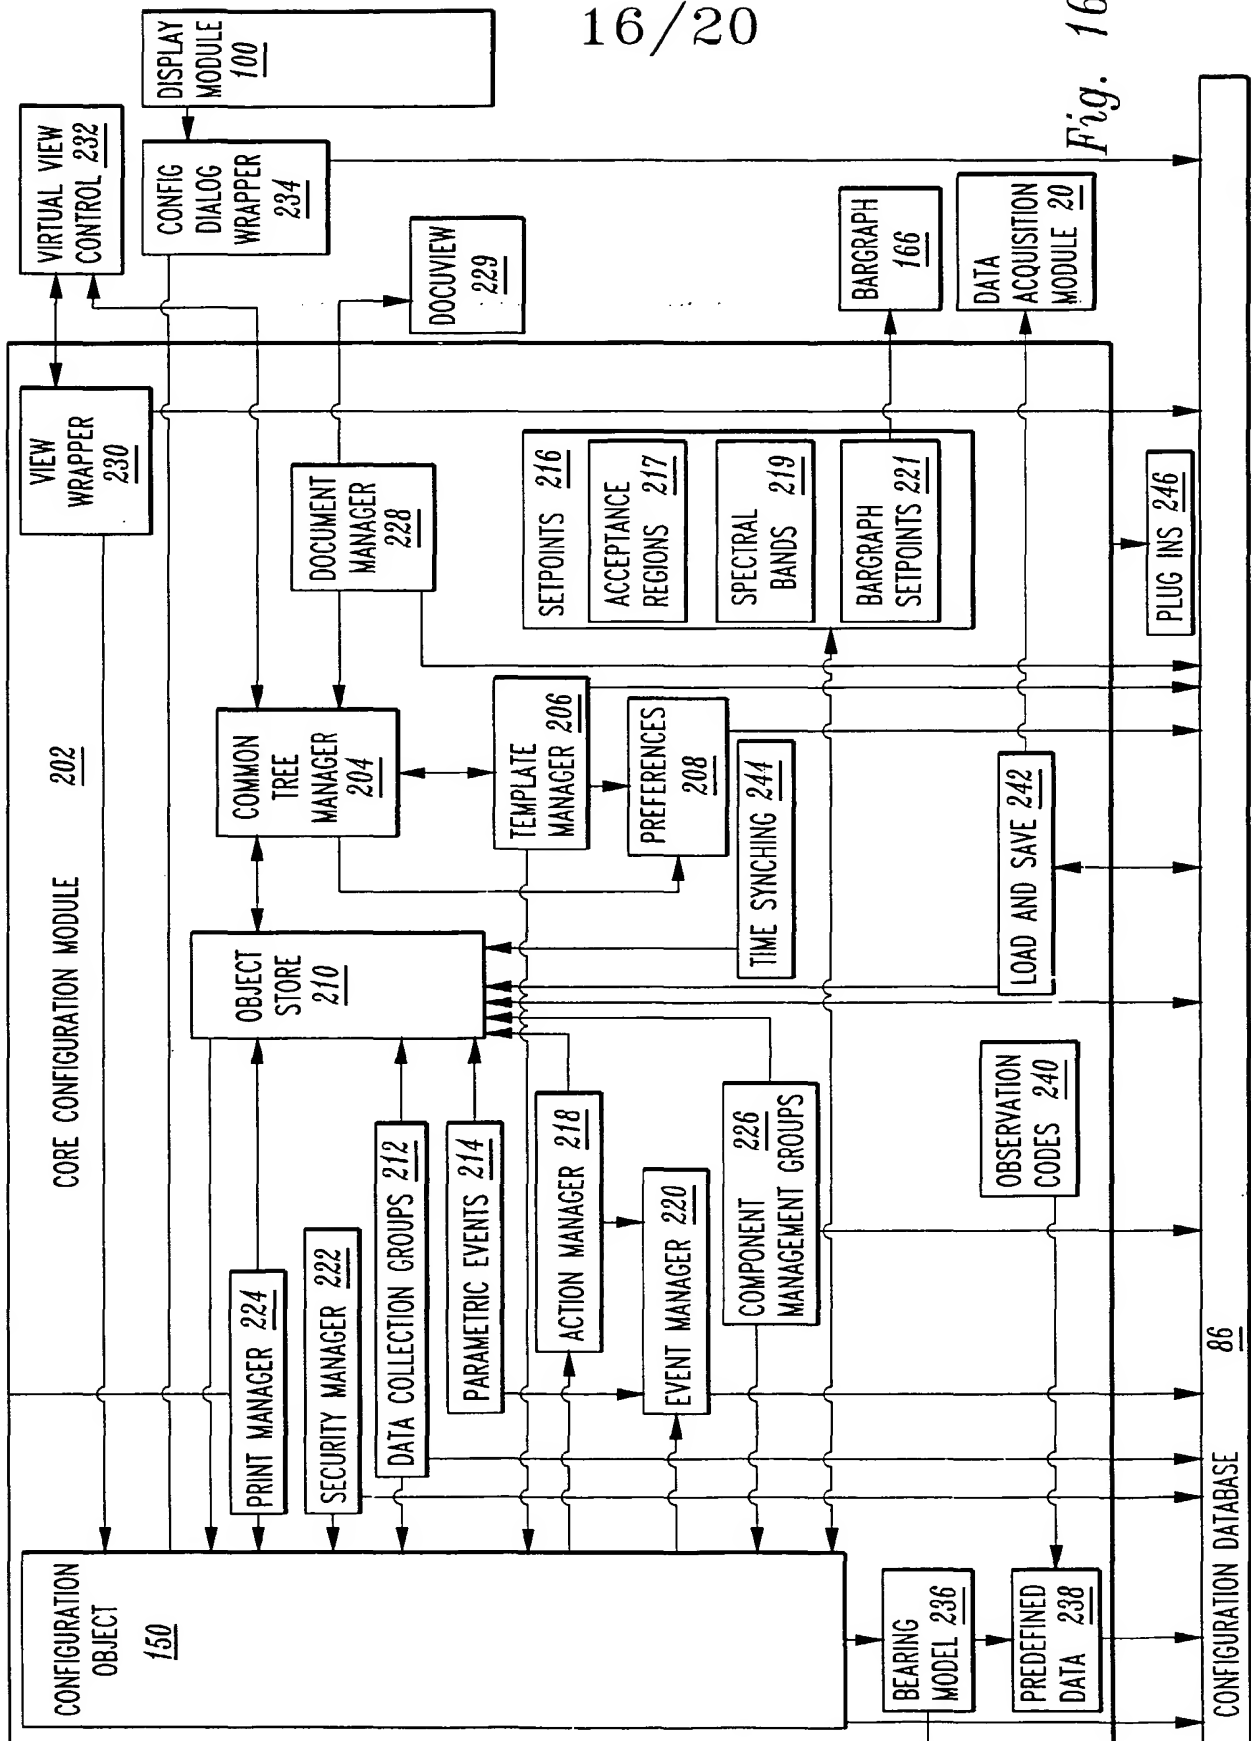 16/20
Fig. 16
DISPLAY
MODULE
100
VIRTUAL VIEW
CONTROL 232
CONFIG
DIALOG
WRAPPER
234
DOCUVIEW
229
BARGRAPH
166
DATA
ACQUISITION
MODULE 20
VIEW
WRAPPER
230
DOCUMENT
MANAGER
228
SETPOINTS 216
ACCEPTANCE
REGIONS 217
SPECTRAL
BANDS 219
BARGRAPH
SETPOINTS 221
PLUG INS 246
CORE CONFIGURATION MODULE 202
COMMON
TREE
MANAGER
204
TEMPLATE
MANAGER 206
PREFERENCES
208
TIME SYNCHING 244
LOAD AND SAVE 242
OBJECT
STORE
210
PRINT MANAGER 224
SECURITY MANAGER 222
DATA COLLECTION GROUPS 212
PARAMETRIC EVENTS 214
ACTION MANAGER 218
EVENT MANAGER 220
COMPONENT 226
MANAGEMENT GROUPS
OBSERVATION
CODES 240
CONFIGURATION
OBJECT
150
BEARING
MODEL 236
PREDEFINED
DATA 238
CONFIGURATION DATABASE 86